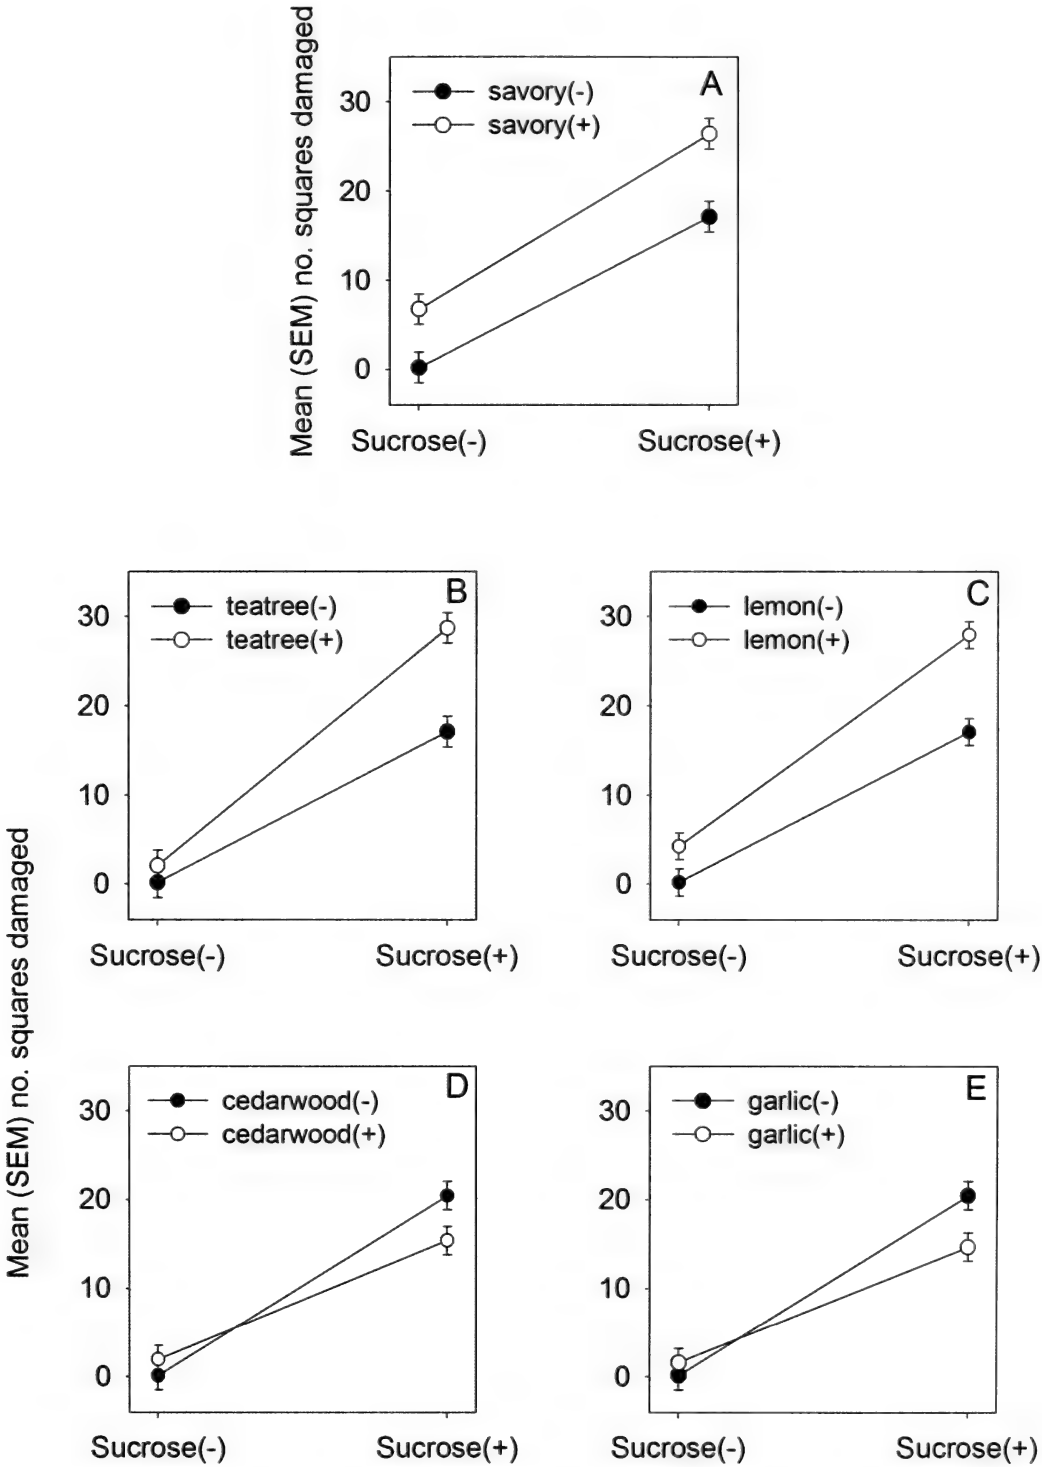 Mean (SEM) no. squares damaged
A
savory(-)
savory(+)
30
20
10
0
Sucrose(-) Sucrose(+)
Mean (SEM) no. squares damaged
B
teatree(-)
teatree(+)
30
20
10
0
Sucrose(-) Sucrose(+)
C
lemon(-)
lemon(+)
30
20
10
0
Sucrose(-) Sucrose(+)
D
cedarwood(-)
cedarwood(+)
30
20
10
0
Sucrose(-) Sucrose(+)
E
garlic(-)
garlic(+)
30
20
10
0
Sucrose(-) Sucrose(+)